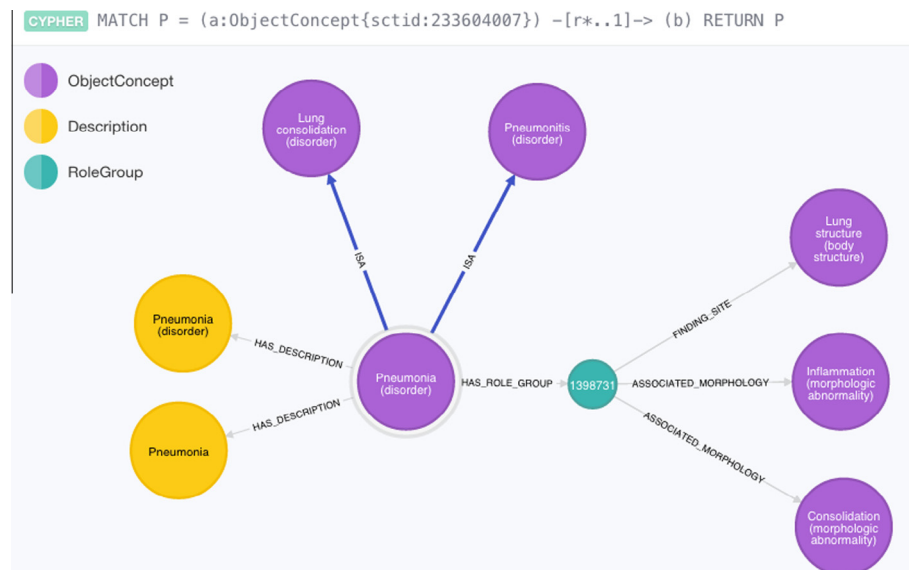 CYPHER MATCH P = (a:ObjectConcept{sctid:233604007}) -[r*..1]-> (b) RETURN P
ObjectConcept
Description
RoleGroup
Lung
consolidation
(disorder)
Pneumonitis
(disorder)
ISA
ISA
Lung
structure
(body
structure)
Pneumonia
(disorder)
HAS_DESCRIPTION
FINDING_SITE
Pneumonia
(disorder)
HAS_ROLE_GROUP
1398731
ASSOCIATED_MORPHOLOGY
Inflammation
(morphologic
abnormality)
HAS_DESCRIPTION
Pneumonia
ASSOCIATED_MORPHOLOGY
Consolidation
(morphologic
abnormality)